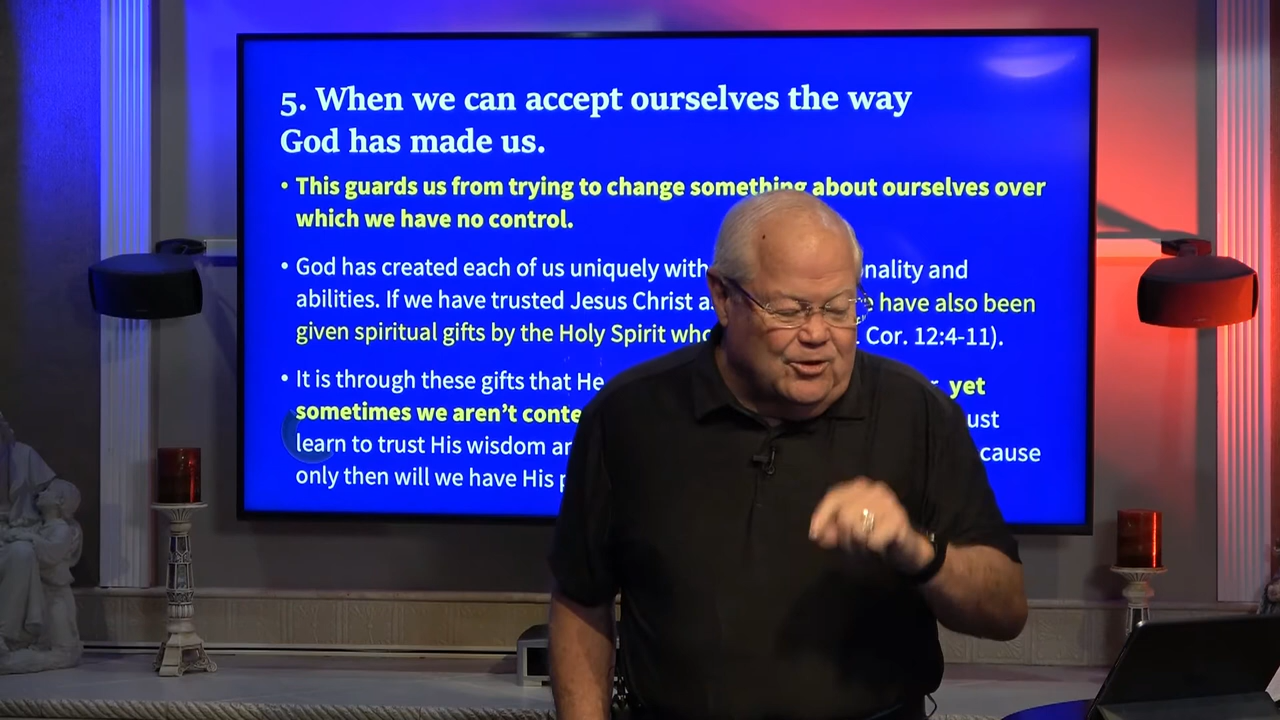 5. When we can accept ourselves the way
God has made us.
• This guards us from trying to change something about ourselves over
which we have no control.
• God has created each of us uniquely with nality and
abilities. If we have trusted Jesus Christ a have also been
given spiritual gifts by the Holy Spirit Cor. 12:4-11).
• It is through these gifts that He yet
sometimes we aren't conte ust
learn to trust His wisdom cause
only then will we have His